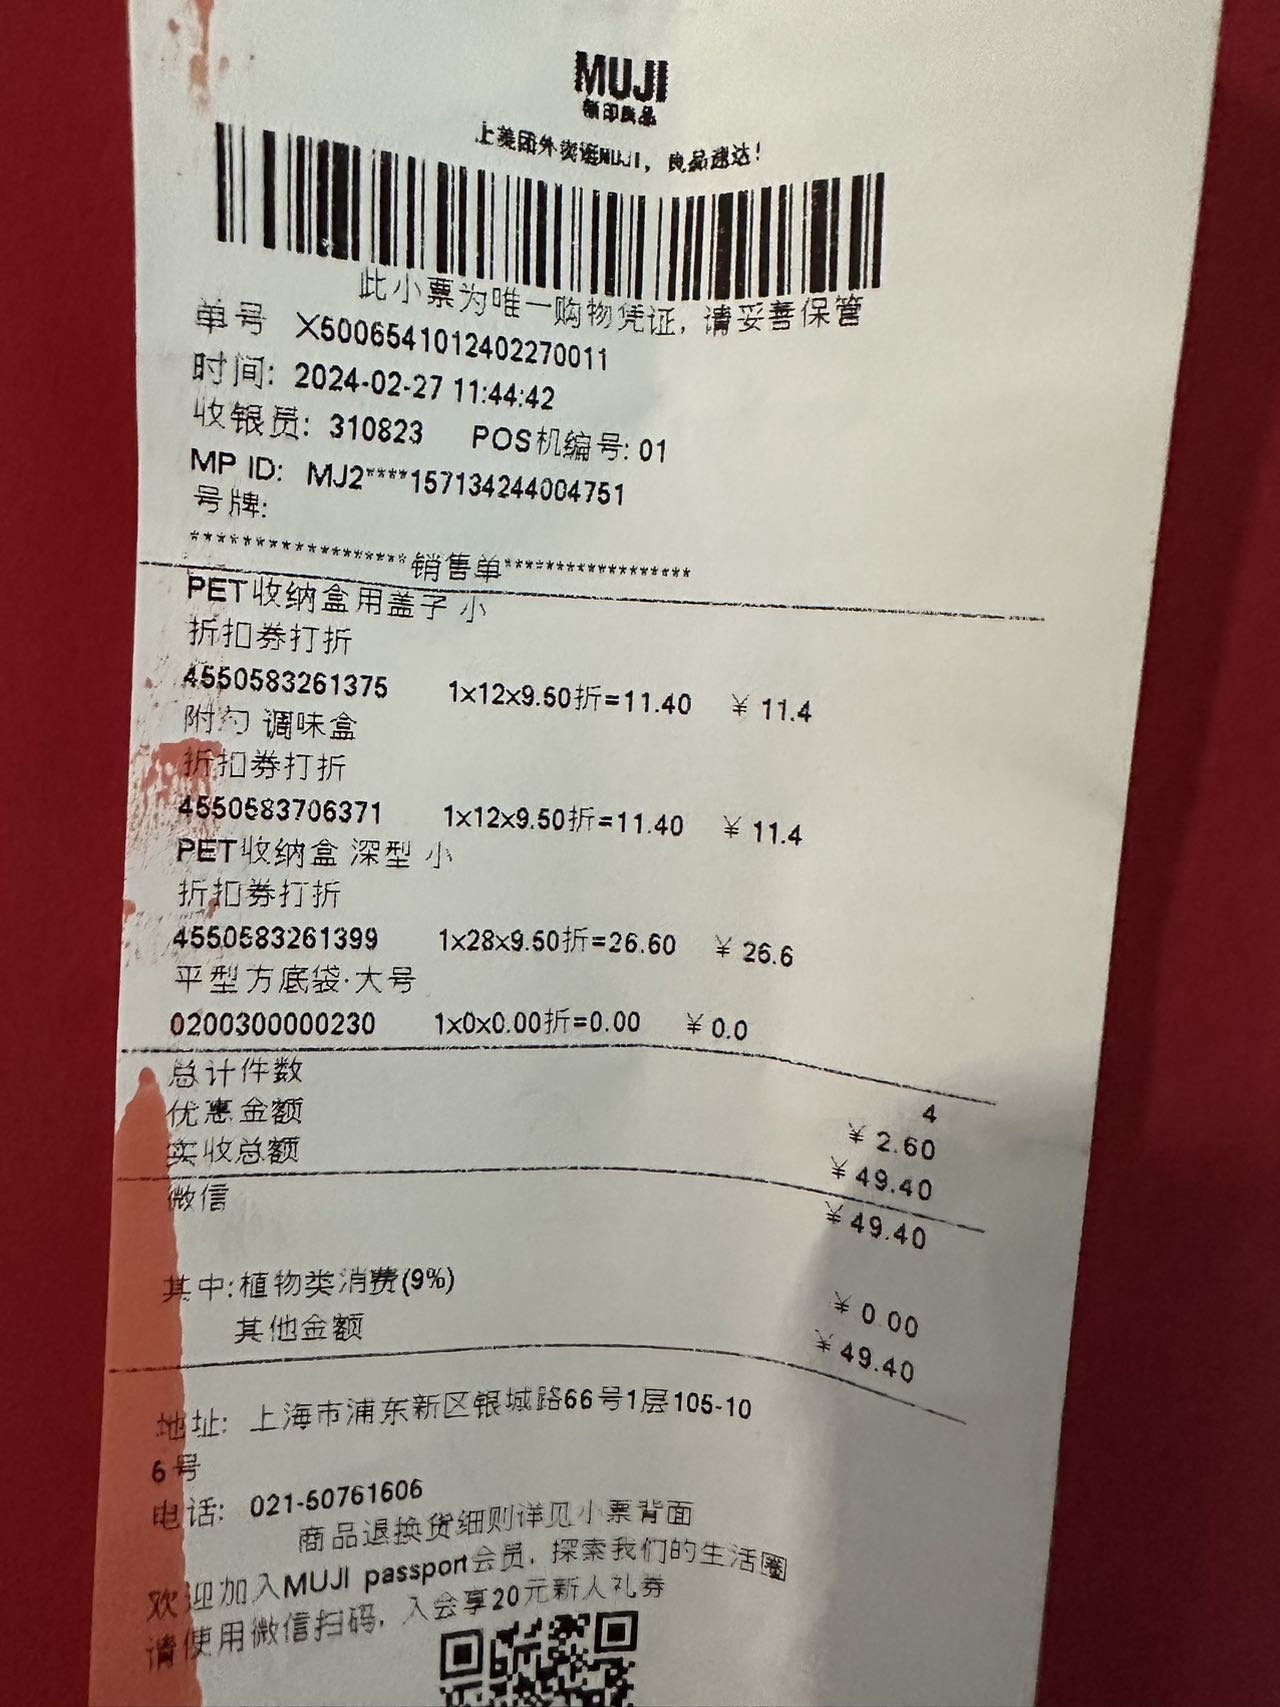 MUJI
無印良品
上美团外卖逛MUJI，良品速达！
此小票为唯一购物凭证，请妥善保管
单号 X5006541012402270011
时间: 2024-02-27 11:44:42
收银员: 310823 POS机编号: 01
MP ID: MJ2****157134244004751
号牌:
*****************销售单*****************
PET收纳盒用盖子 小
折扣券打折
4550583261375 1x12x9.50折=11.40 ¥ 11.4
附勺 调味盒
折扣券打折
4550583706371 1x12x9.50折=11.40 ¥ 11.4
PET收纳盒 深型 小
折扣券打折
4550583261399 1x28x9.50折=26.60 ¥ 26.6
平型方底袋·大号
0200300000230 1x0x0.00折=0.00 ¥ 0.0
总计件数 4
优惠金额 ¥ 2.60
实收总额 ¥ 49.40
微信 ¥ 49.40
其中:植物类消费(9%) ¥ 0.00
其他金额 ¥ 49.40
地址: 上海市浦东新区银城路66号1层105-10
6号
电话: 021-50761606
商品退换货细则详见小票背面
欢迎加入MUJI passport会员，探索我们的生活圈
请使用微信扫码，入会享20元新人礼券